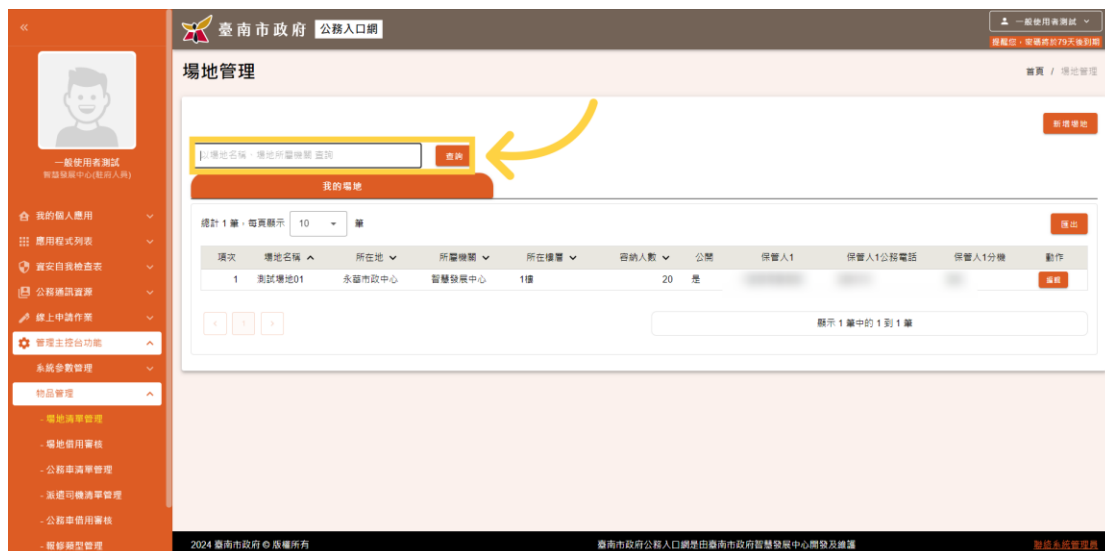 臺南市政府 公務入口網
一般使用者測試
提醒您，密碼將於79天後到期
場地管理
首頁 / 場地管理
新增場地
以場地名稱、場地所屬機關 查詢
查詢
我的場地
總計 1 筆，每頁顯示 10 筆
匯出
項次 場地名稱 所在地 所屬機關 所在樓層 容納人數 公開 保管人1 保管人1公務電話 保管人1分機 動作
1 測試場地01 永華市政中心 智慧發展中心 1樓 20 是 編輯
顯示 1 筆中的 1 到 1 筆
一般使用者測試
智慧發展中心(駐府人員)
我的個人應用
應用程式列表
資安自我檢查表
公務通訊資源
線上申請作業
管理主控台功能
系統參數管理
物品管理
- 場地清單管理
- 場地借用審核
- 公務車清單管理
- 派遣司機清單管理
- 公務車借用審核
- 報修類型管理
2024 臺南市政府 © 版權所有
臺南市政府公務入口網是由臺南市政府智慧發展中心開發及維護
聯絡系統管理員